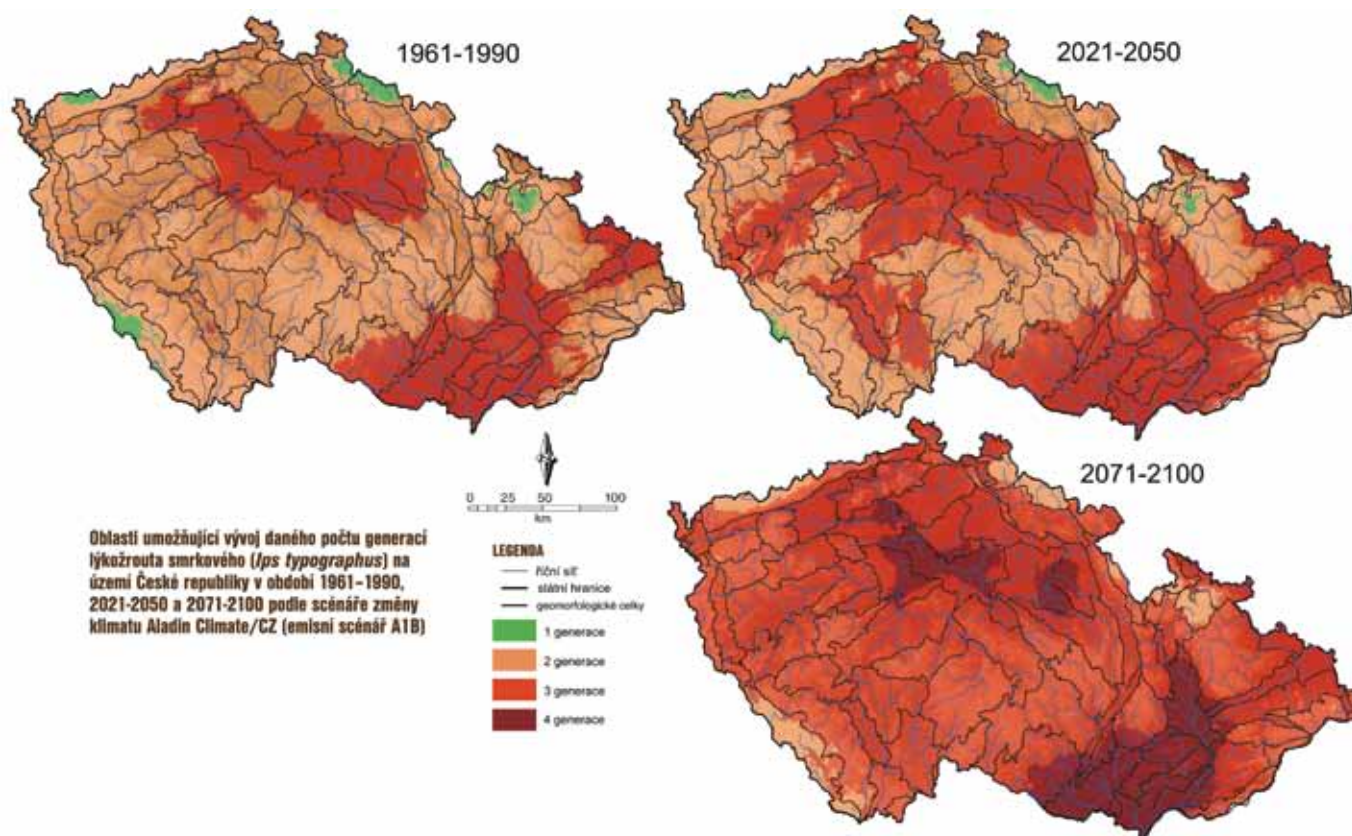 1961-1990
2021-2050
2071-2100
0 25 50 100
km
Oblasti umožňující vývoj daného počtu generací
lýkožrouta smrkového (Ips typographus) na
území České republiky v období 1961–1990,
2021-2050 a 2071-2100 podle scénáře změny
klimatu Aladin Climate/CZ (emisní scénář A1B)
LEGENDA
říční síť
státní hranice
geomorfologické celky
1 generace
2 generace
3 generace
4 generace